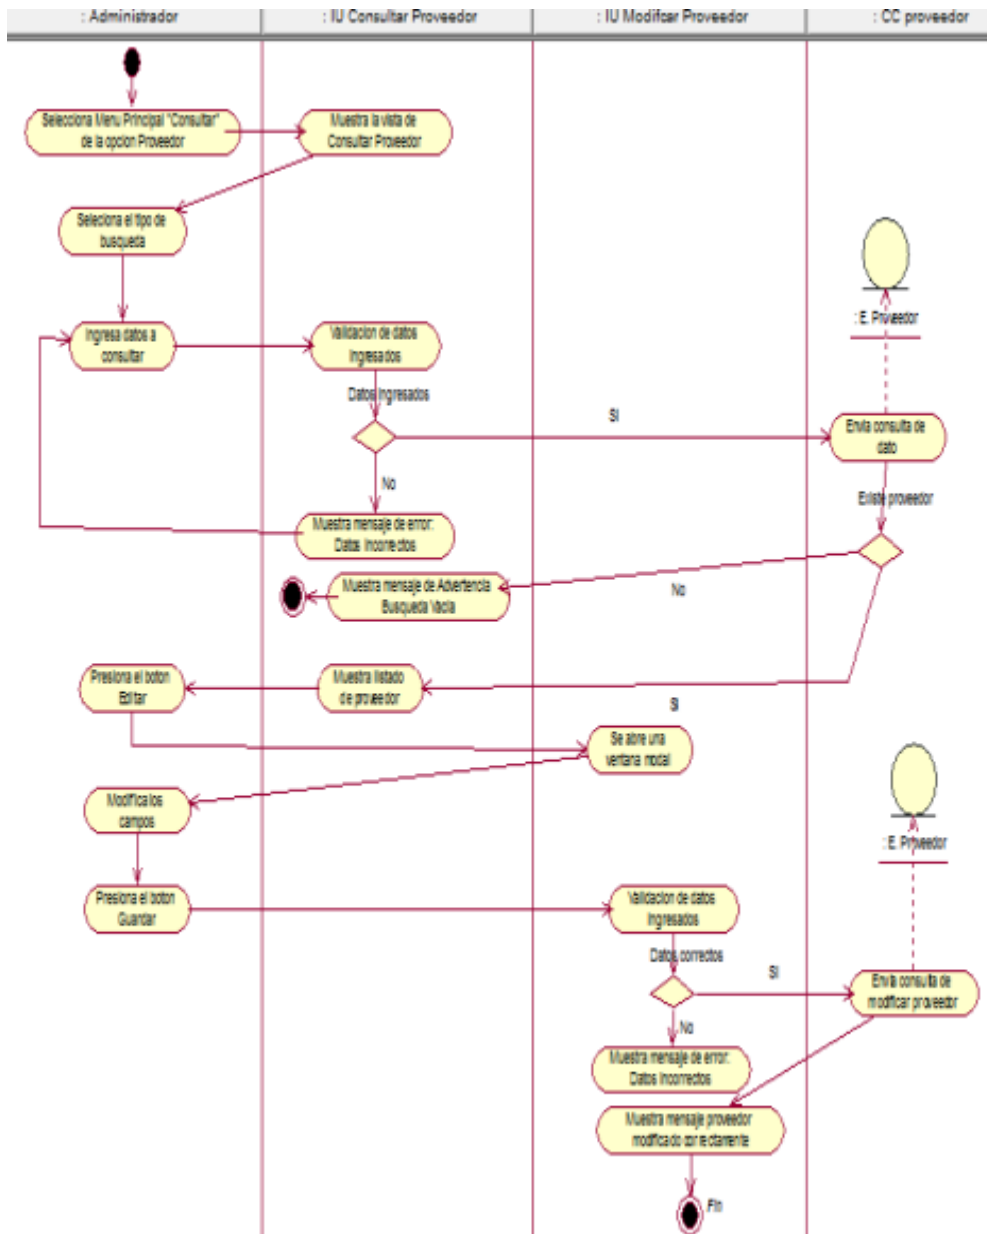 : Administrador
: IU Consultar Proveedor
: IU Modifcar Proveedor
: CC proveedor
Selecciona Menu Principal "Consultar"
de la opcion Proveedor
Muestra la vista de
Consultar Proveedor
Seleciona el tipo de
busqueda
: E. Proveedor
Ingresa datos a
consultar
Validacion de datos
Ingresados
Datos Ingresados
SI
Envia consulta de
dato
No
Existe proveedor
Muestra mensaje de error:
Datos Incorrectos
No
Muestra mensaje de Advertencia
Busqueda Vacia
Presiona el boton
Editar
Muestra listado
de proveedor
SI
Se abre una
ventana modal
Modifica los
campos
: E. Proveedor
Presiona el boton
Guardar
Validacion de datos
Ingresados
Datos correctos
SI
Envia consulta de
modificar proveedor
No
Muestra mensaje de error:
Datos Incorrectos
Muestra mensaje proveedor
modificado correctamente
Fin